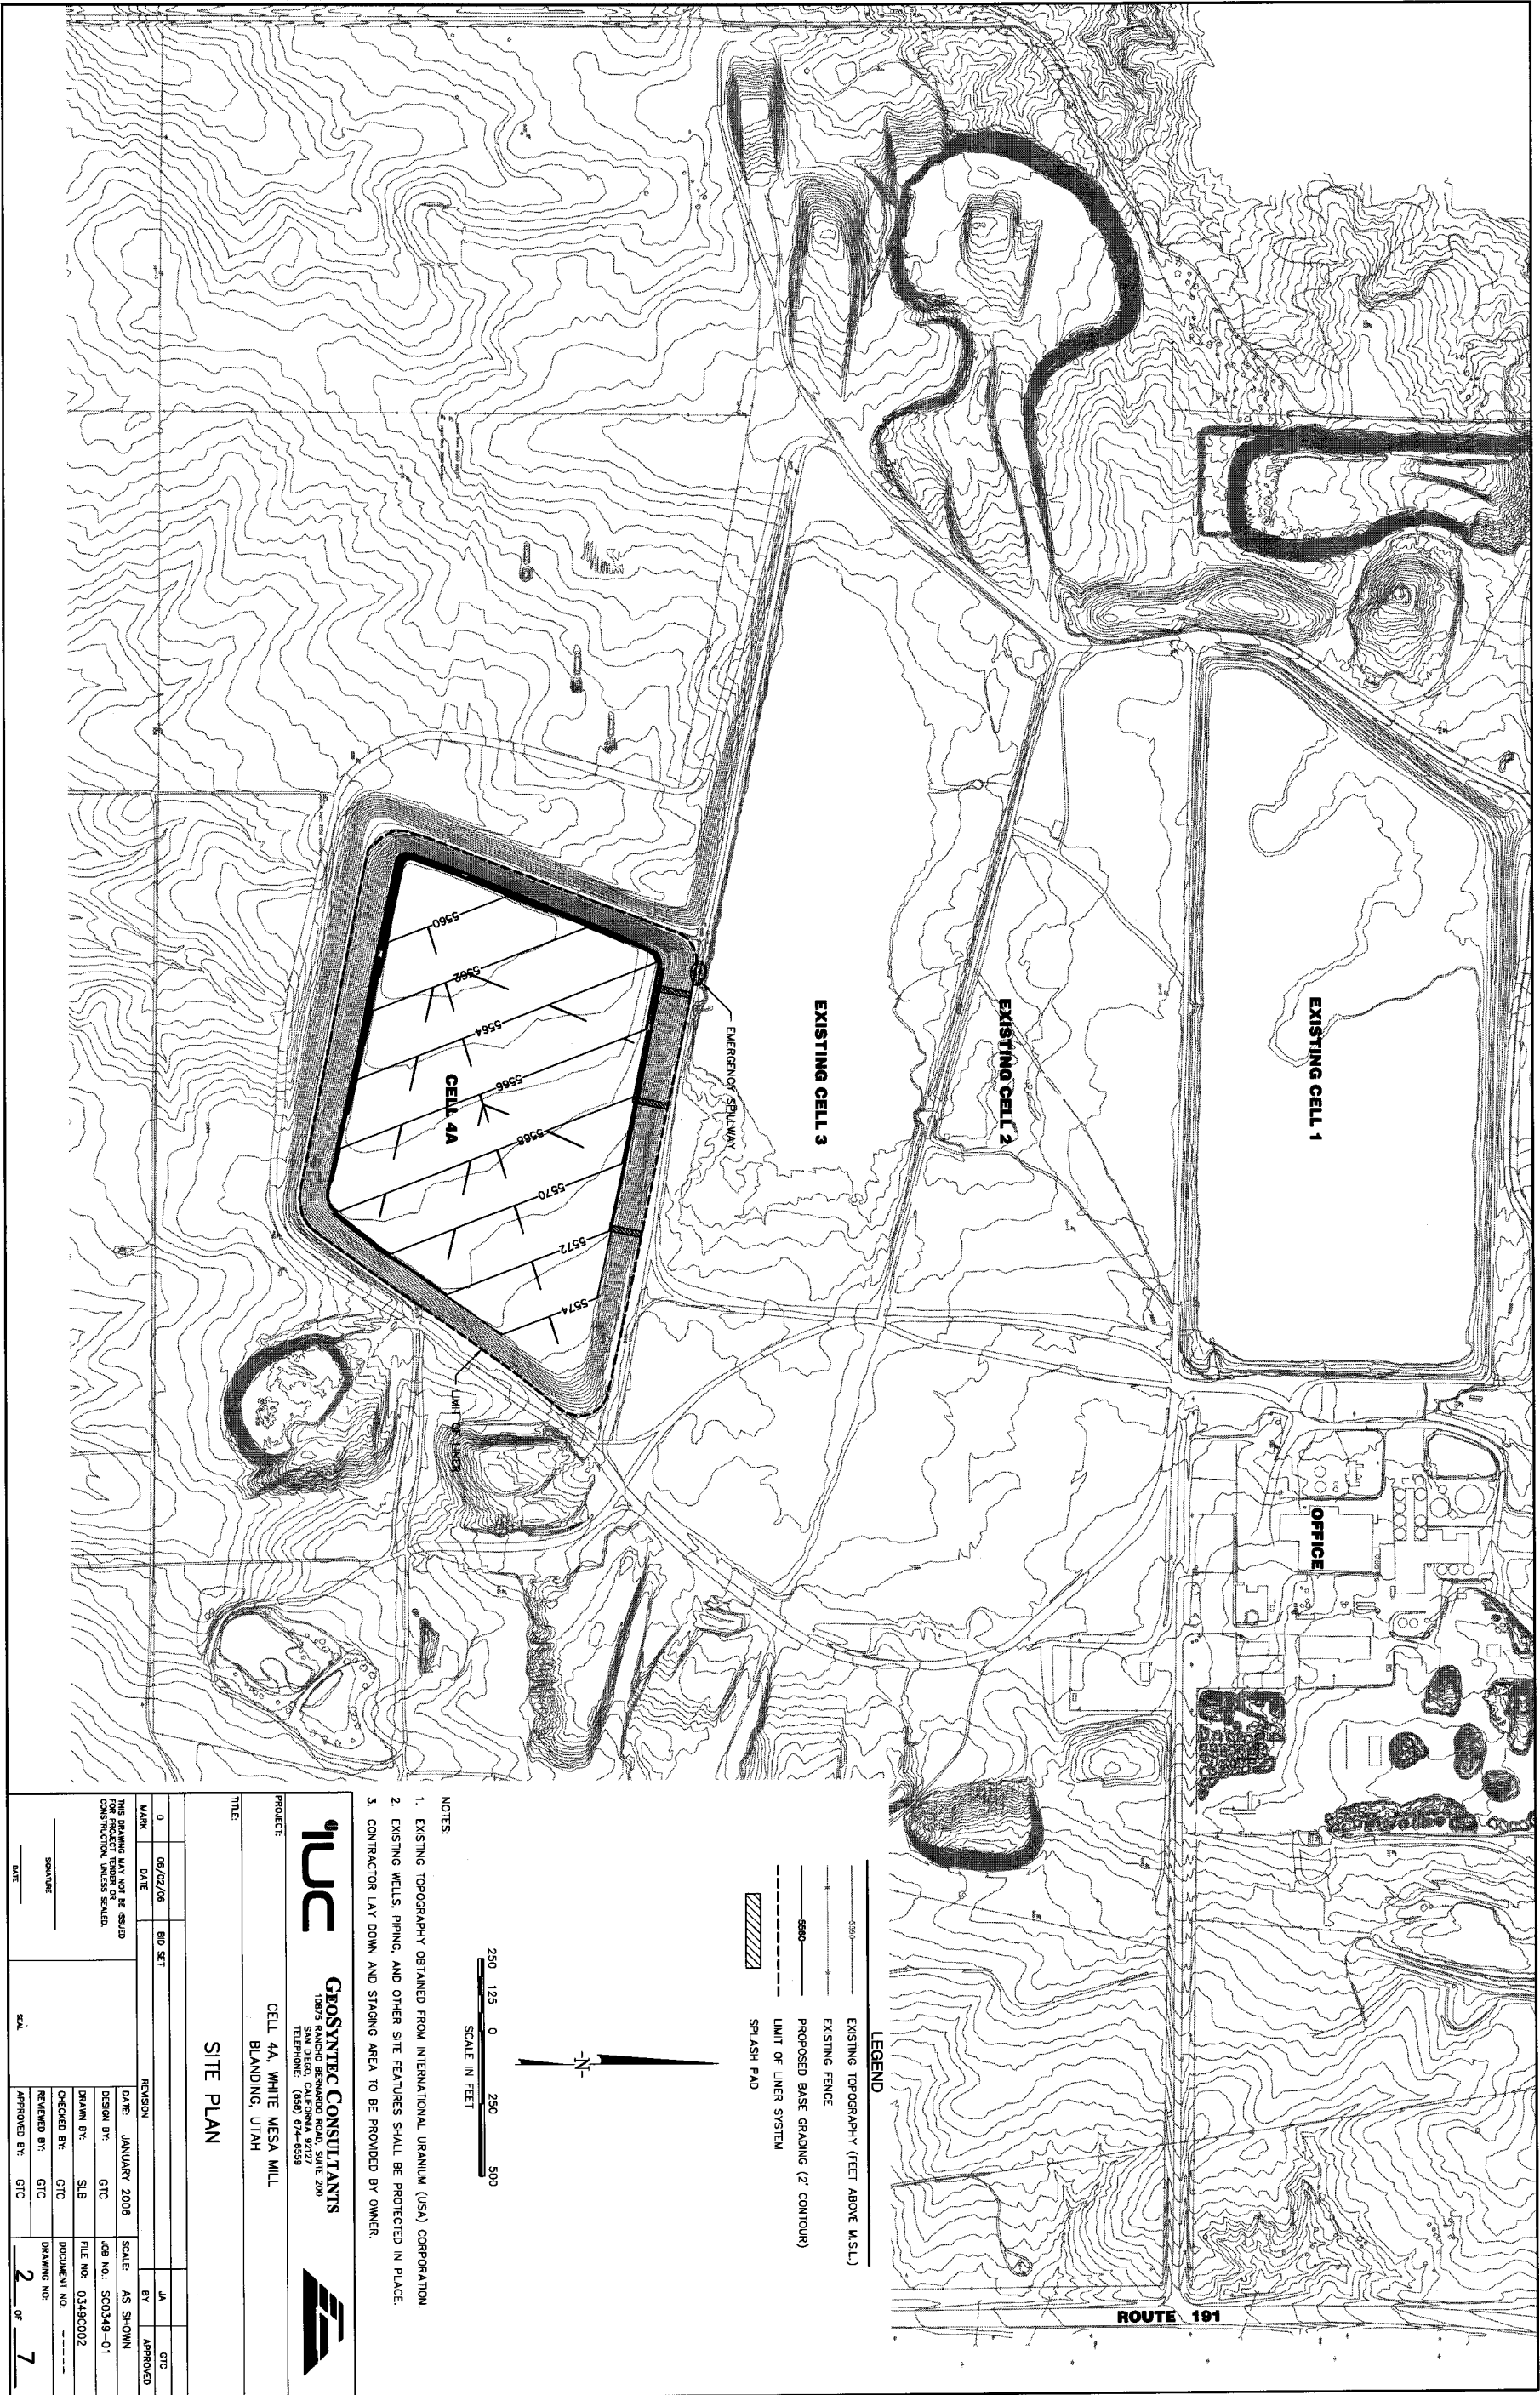 EXISTING CELL 1
EXISTING CELL 2
EXISTING CELL 3
EMERGENCY SPILLWAY
CELL 4A
5560
5562
5564
5566
5568
5570
5572
5574
LIMIT OF LINER
OFFICE
ROUTE 191
LEGEND
5560
EXISTING TOPOGRAPHY (FEET ABOVE M.S.L.)
EXISTING FENCE
5560
PROPOSED BASE GRADING (2' CONTOUR)
LIMIT OF LINER SYSTEM
SPLASH PAD
-N-
250 125 0 250 500
SCALE IN FEET
NOTES:
1. EXISTING TOPOGRAPHY OBTAINED FROM INTERNATIONAL URANIUM (USA) CORPORATION.
2. EXISTING WELLS, PIPING, AND OTHER SITE FEATURES SHALL BE PROTECTED IN PLACE.
3. CONTRACTOR LAY DOWN AND STAGING AREA TO BE PROVIDED BY OWNER.
IUC
GEOSYNTEC CONSULTANTS
10875 RANCHO BERNARDO ROAD, SUITE 200
SAN DIEGO, CALIFORNIA 92127
TELEPHONE: (858) 674-6559
PROJECT:
CELL 4A, WHITE MESA MILL
BLANDING, UTAH
TITLE:
SITE PLAN
0 06/02/06 BID SET JA GTC
MARK DATE REVISION BY APPROVED
THIS DRAWING MAY NOT BE ISSUED
FOR PROJECT TENDER OR
CONSTRUCTION, UNLESS SEALED.
SIGNATURE
DATE
SEAL
DATE: JANUARY 2006 SCALE: AS SHOWN
DESIGN BY: GTC JOB NO.: SC0349-01
DRAWN BY: SLB FILE NO: 0349C002
CHECKED BY: GTC DOCUMENT NO: -----
REVIEWED BY: GTC DRAWING NO:
APPROVED BY: GTC 2 OF 7